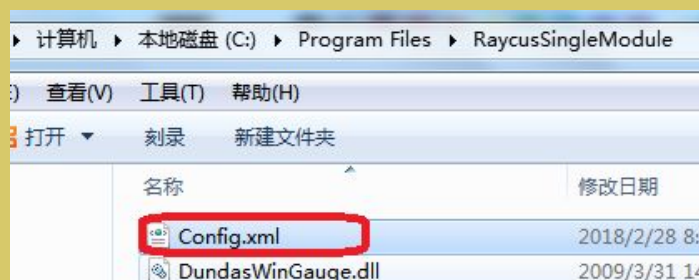 计算机 本地磁盘 (C:) Program Files RaycusSingleModule
查看(V) 工具(T) 帮助(H)
打开 刻录 新建文件夹
名称 修改日期
Config.xml 2018/2/28 8:
DundasWinGauge.dll 2009/3/31 14